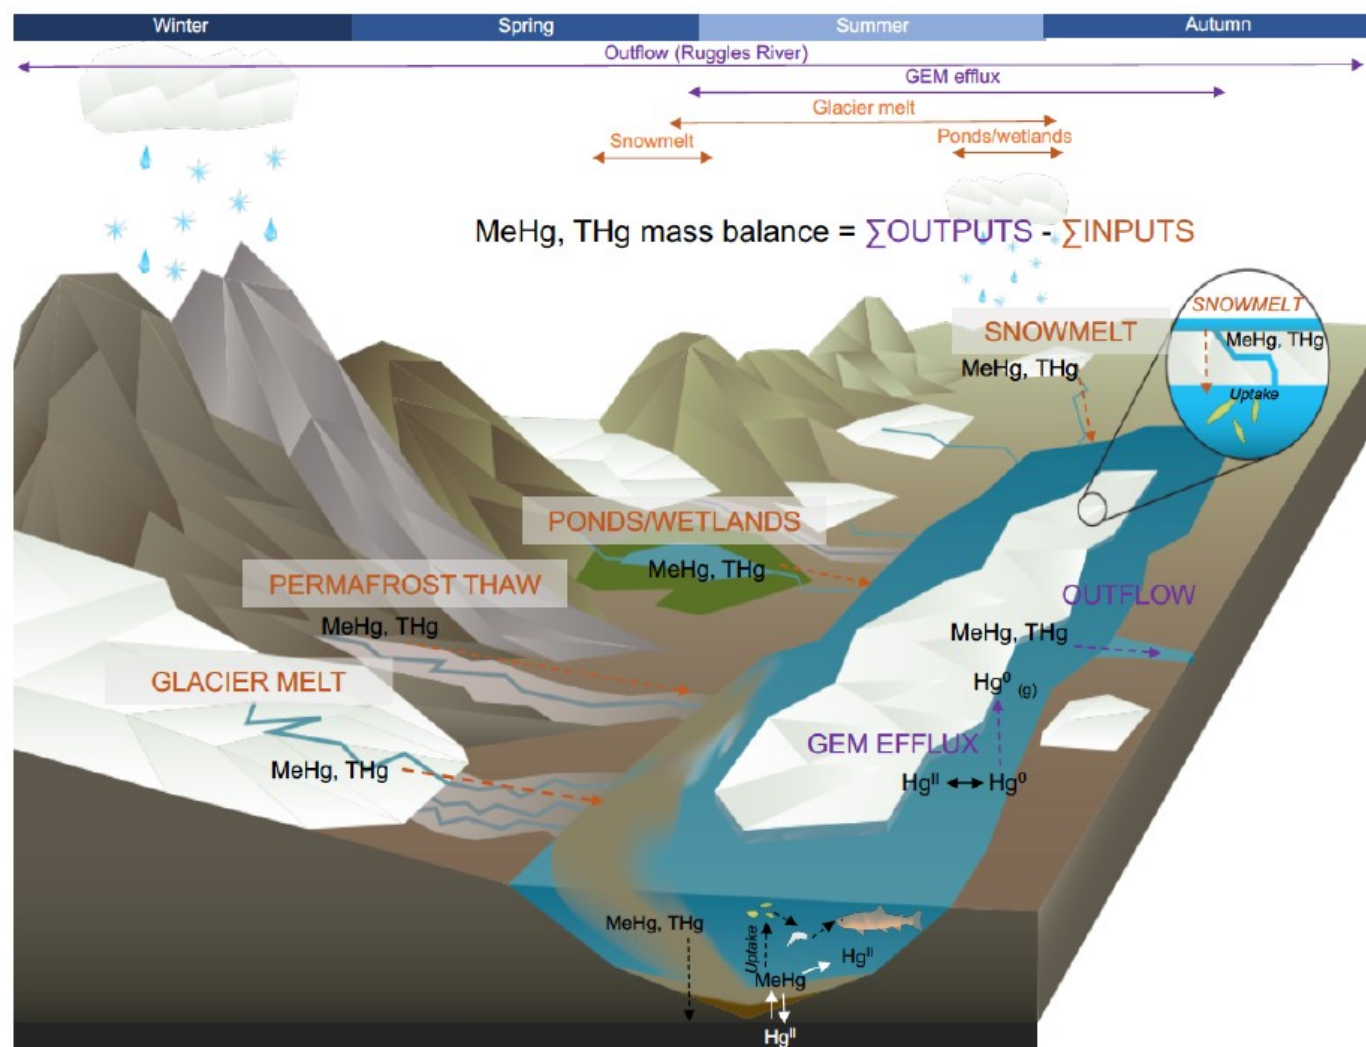 Winter
Spring
Summer
Autumn
Outflow (Ruggles River)
GEM efflux
Glacier melt
Snowmelt
Ponds/wetlands
MeHg, THg mass balance = ∑OUTPUTS - ∑INPUTS
SNOWMELT
MeHg, THg
Uptake
SNOWMELT
MeHg, THg
PONDS/WETLANDS
MeHg, THg
PERMAFROST THAW
MeHg, THg
GLACIER MELT
MeHg, THg
OUTFLOW
MeHg, THg
Hg⁰ (g)
GEM EFFLUX
Hgᴵᴵ
Hg⁰
MeHg, THg
Uptake
Hgᴵᴵ
MeHg
Hgᴵᴵ